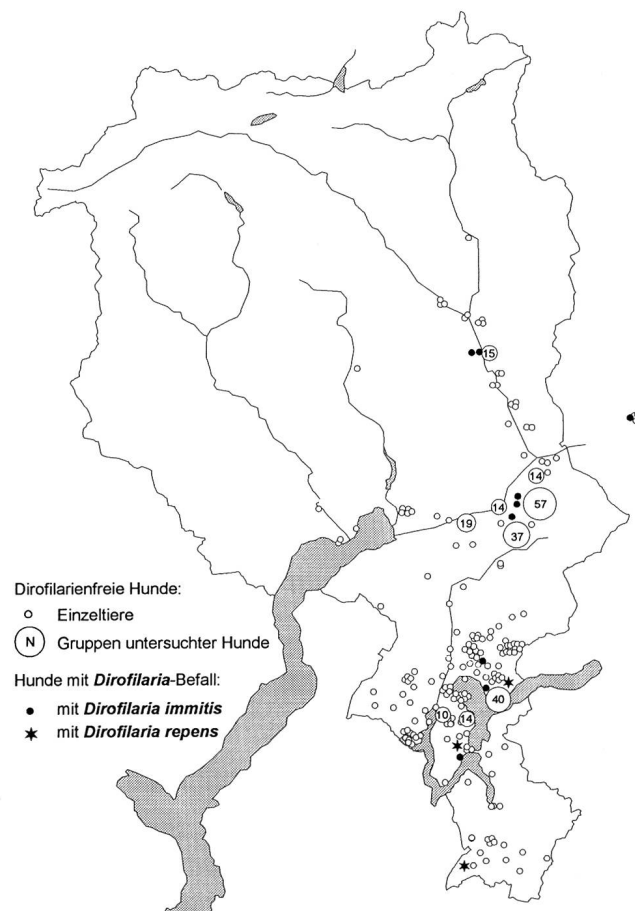 15
14
57
14
19
37
Dirofilarienfreie Hunde:
Einzeltiere
N Gruppen untersuchter Hunde
Hunde mit Dirofilaria-Befall:
mit Dirofilaria immitis
mit Dirofilaria repens
40
10
14